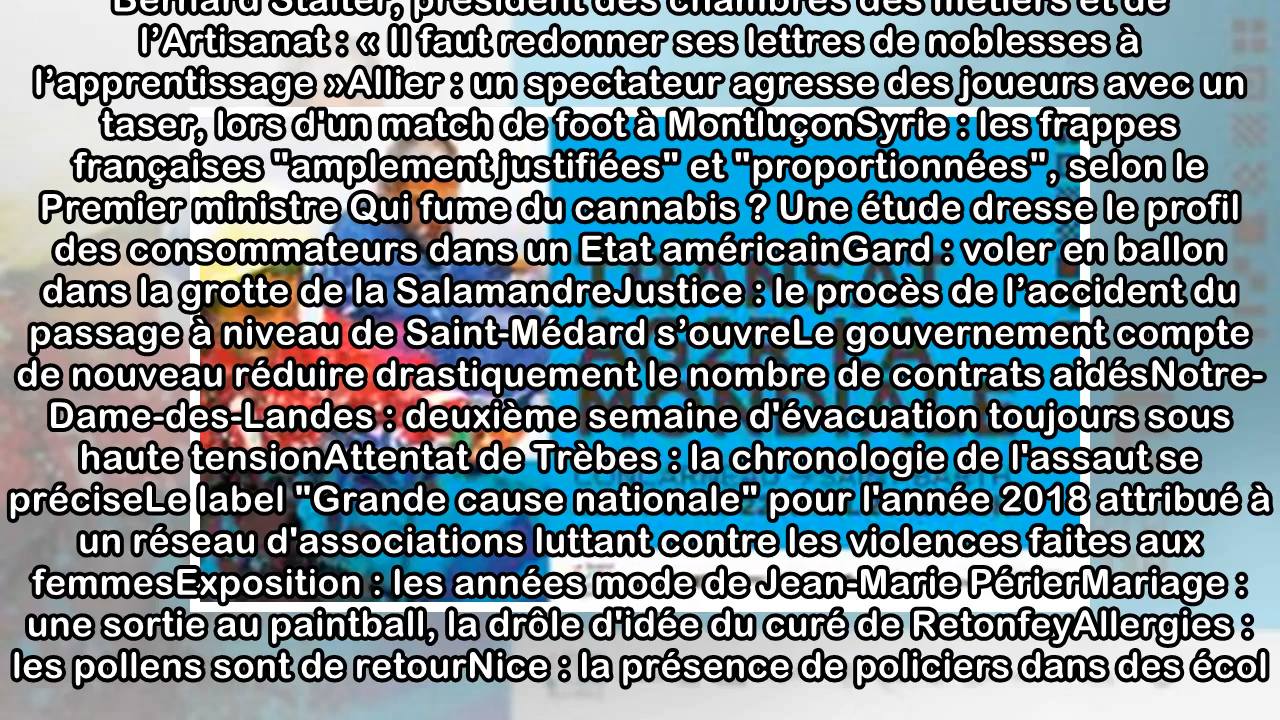 Bernard Stalter, président des chambres des métiers et de
l’Artisanat : « Il faut redonner ses lettres de noblesses à
l’apprentissage »Allier : un spectateur agresse des joueurs avec un
taser, lors d'un match de foot à MontluçonSyrie : les frappes
françaises "amplement justifiées" et "proportionnées", selon le
Premier ministre Qui fume du cannabis ? Une étude dresse le profil
des consommateurs dans un Etat américainGard : voler en ballon
dans la grotte de la SalamandreJustice : le procès de l’accident du
passage à niveau de Saint-Médard s’ouvreLe gouvernement compte
de nouveau réduire drastiquement le nombre de contrats aidésNotre-
Dame-des-Landes : deuxième semaine d'évacuation toujours sous
haute tensionAttentat de Trèbes : la chronologie de l'assaut se
préciseLe label "Grande cause nationale" pour l'année 2018 attribué à
un réseau d'associations luttant contre les violences faites aux
femmesExposition : les années mode de Jean-Marie PérierMariage :
une sortie au paintball, la drôle d'idée du curé de RetonfeyAllergies :
les pollens sont de retourNice : la présence de policiers dans des écol
TRANSAT
AG2R LA
MONDIALE